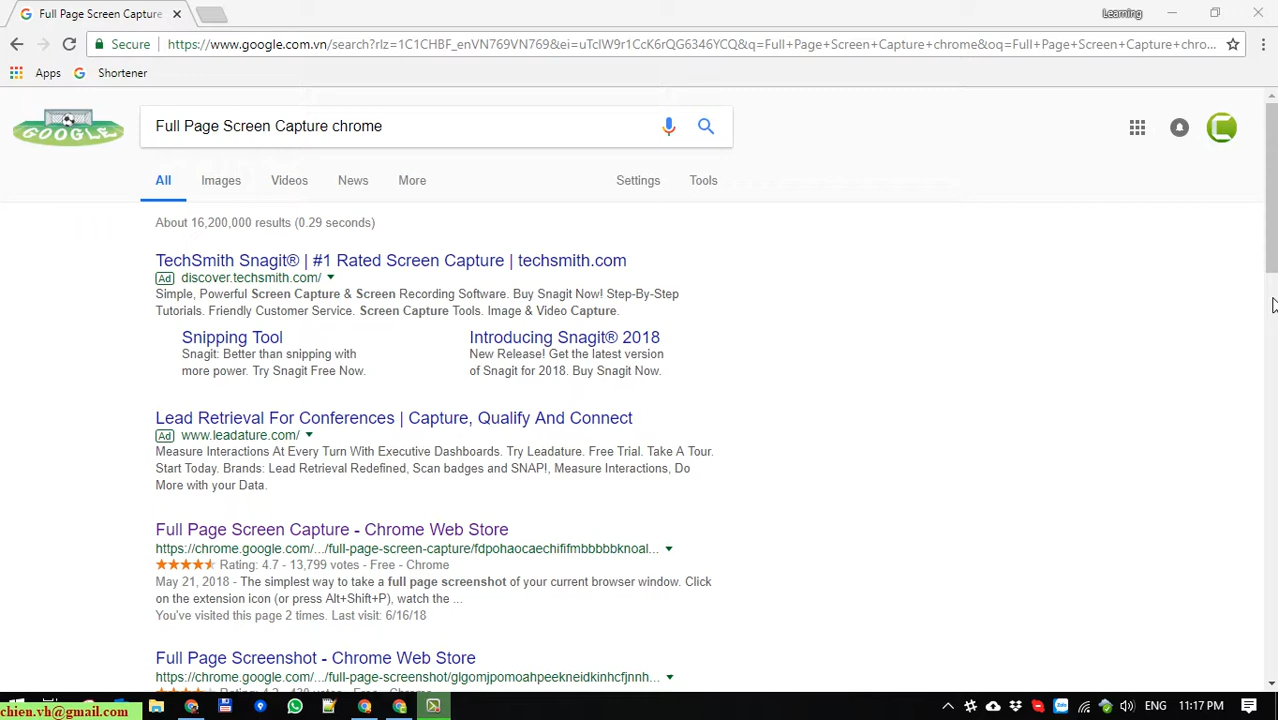 Full Page Screen Capture
Learning
Secure
https://www.google.com.vn/search?rlz=1C1CHBF_enVN769VN769&ei=uTclW9r1CcK6rQG6346YCQ&q=Full+Page+Screen+Capture+chrome&oq=Full+Page+Screen+Capture+chro...
Apps
Shortener
GOOGLE
Full Page Screen Capture chrome
All
Images
Videos
News
More
Settings
Tools
About 16,200,000 results (0.29 seconds)
TechSmith Snagit® | #1 Rated Screen Capture | techsmith.com
Ad discover.techsmith.com/
Simple, Powerful Screen Capture & Screen Recording Software. Buy Snagit Now! Step-By-Step
Tutorials. Friendly Customer Service. Screen Capture Tools. Image & Video Capture.
Snipping Tool
Snagit: Better than snipping with
more power. Try Snagit Free Now.
Introducing Snagit® 2018
New Release! Get the latest version
of Snagit for 2018. Buy Snagit Now.
Lead Retrieval For Conferences | Capture, Qualify And Connect
Ad www.leadature.com/
Measure Interactions At Every Turn With Executive Dashboards. Try Leadature. Free Trial. Take A Tour.
Start Today. Brands: Lead Retrieval Redefined, Scan badges and SNAP!, Measure Interactions, Do
More with your Data.
Full Page Screen Capture - Chrome Web Store
https://chrome.google.com/.../full-page-screen-capture/fdpohaocaechififmbbbbbknoal...
Rating: 4.7 - 13,799 votes - Free - Chrome
May 21, 2018 - The simplest way to take a full page screenshot of your current browser window. Click
on the extension icon (or press Alt+Shift+P), watch the ...
You've visited this page 2 times. Last visit: 6/16/18
Full Page Screenshot - Chrome Web Store
https://chrome.google.com/.../full-page-screenshot/glgomjpomoahpeekneidkinhcfjnnh...
chien.vh@gmail.com
ENG
11:17 PM